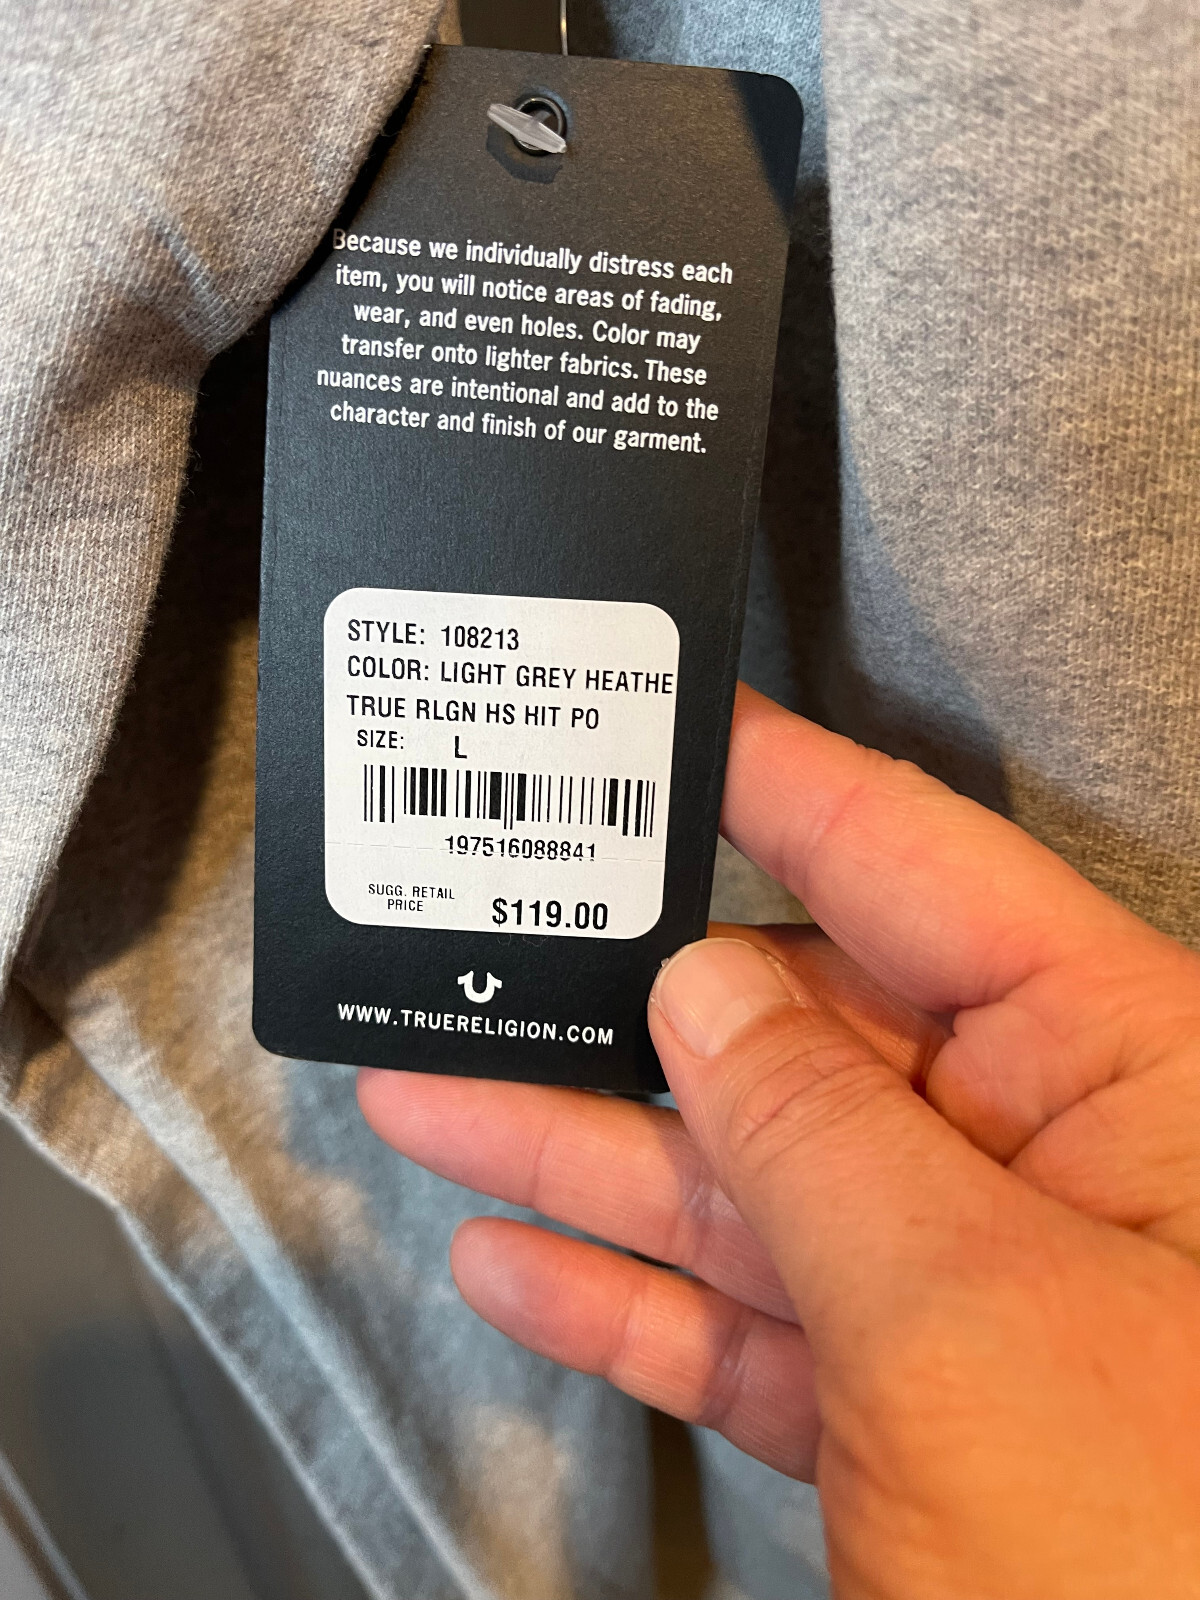 Because we individually distress each
item, you will notice areas of fading,
wear, and even holes. Color may
transfer onto lighter fabrics. These
nuances are intentional and add to the
character and finish of our garment.
STYLE: 108213
COLOR: LIGHT GREY HEATHE
TRUE RLGN HS HIT PO
SIZE: L
197516088841
SUGG. RETAIL
PRICE $119.00
WWW.TRUERELIGION.COM